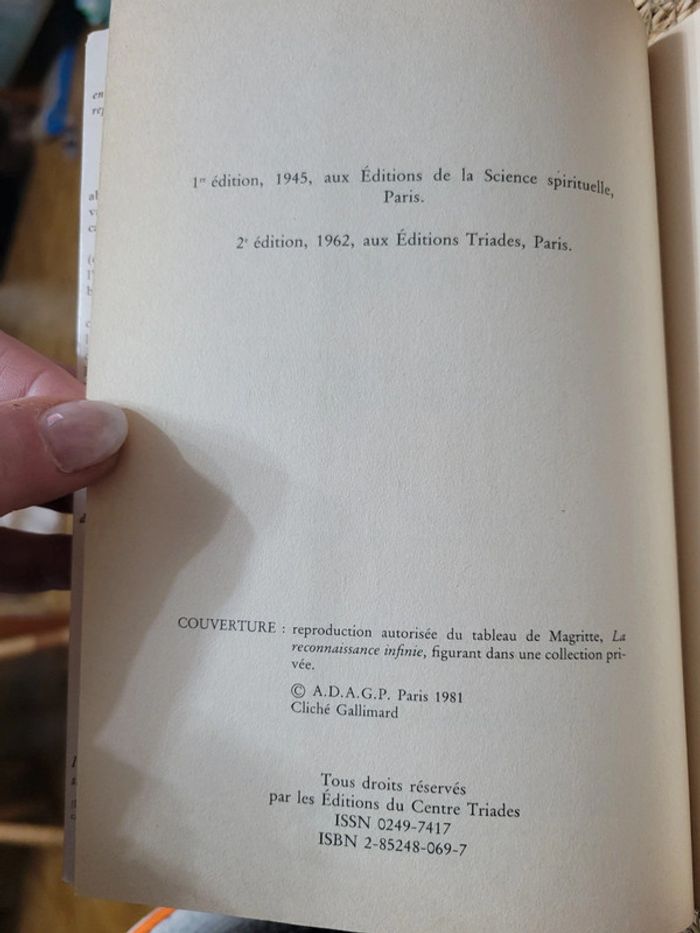 1re édition, 1945, aux Éditions de la Science spirituelle,
Paris.
2e édition, 1962, aux Éditions Triades, Paris.
COUVERTURE : reproduction autorisée du tableau de Magritte, La
reconnaissance infinie, figurant dans une collection pri-
vée.
© A.D.A.G.P. Paris 1981
Cliché Gallimard
Tous droits réservés
par les Éditions du Centre Triades
ISSN 0249-7417
ISBN 2-85248-069-7